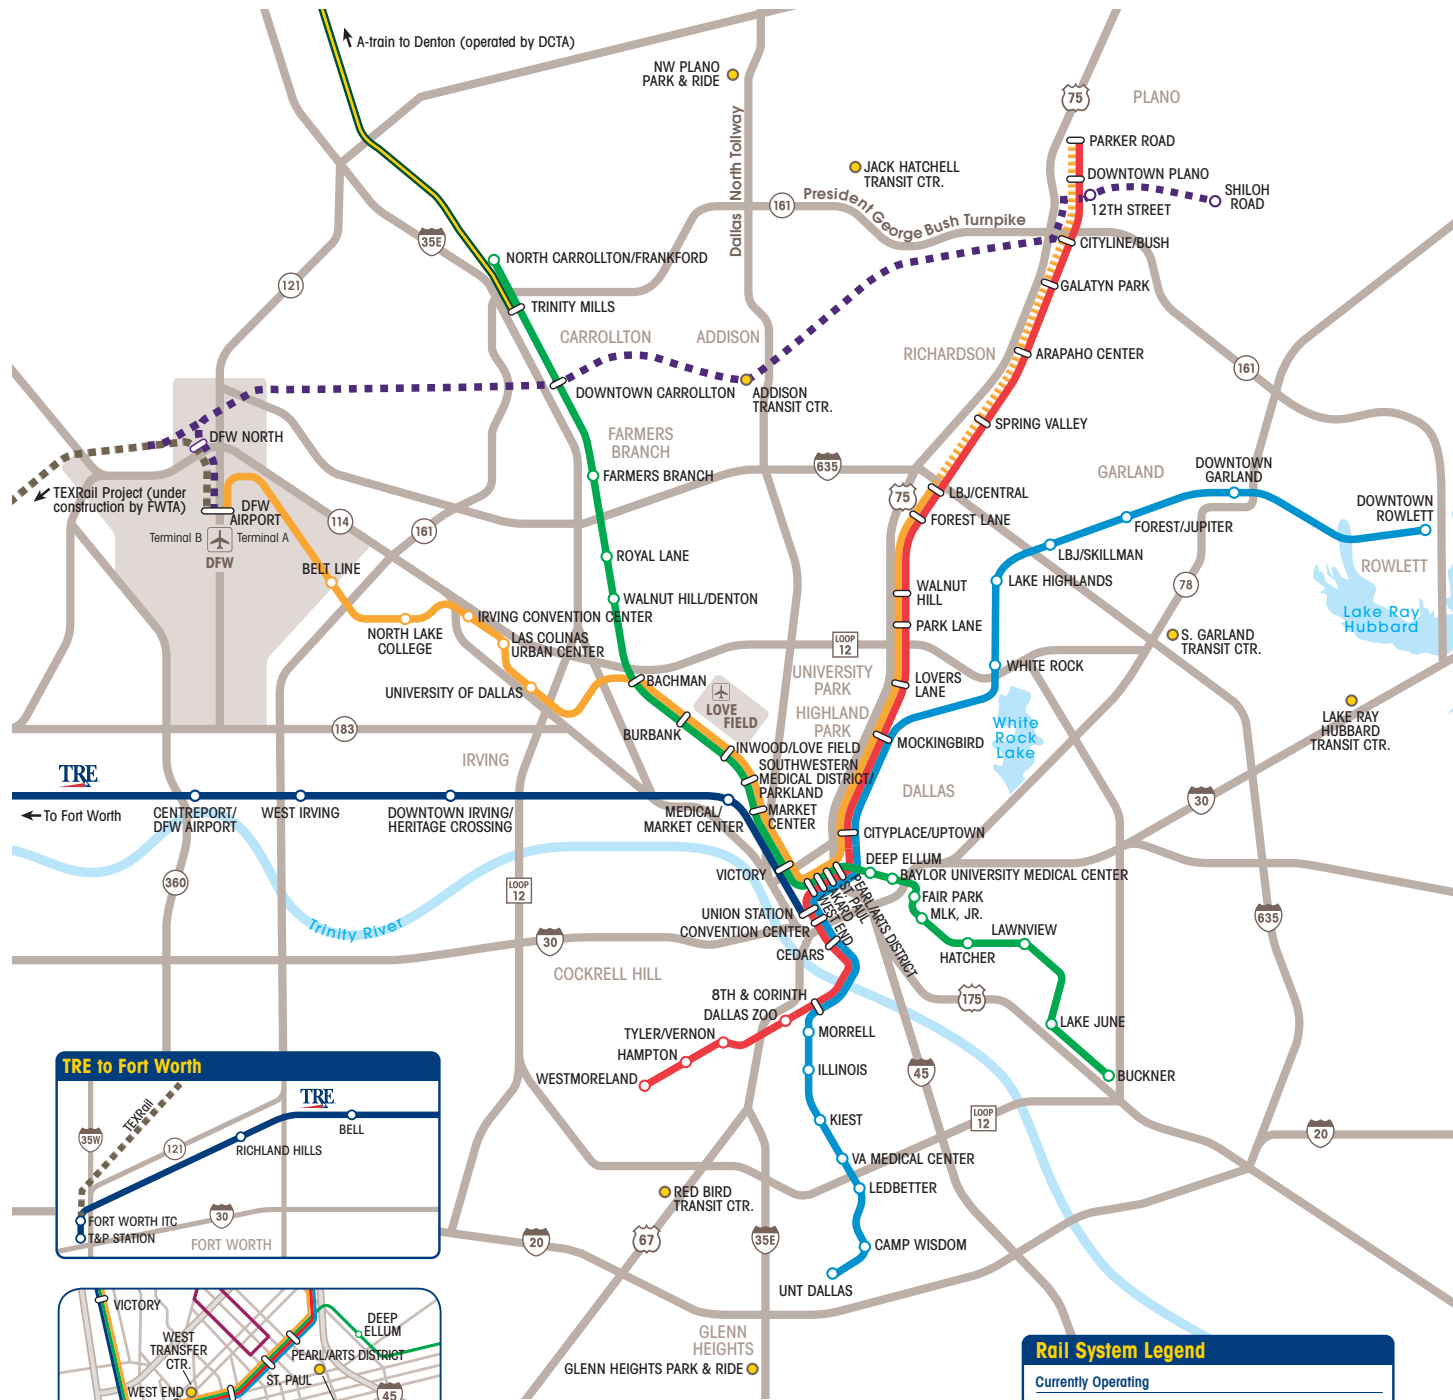 A-train to Denton (operated by DCTA)
NW PLANO
PARK & RIDE
75
PLANO
PARKER ROAD
Dallas North Tollway
JACK HATCHELL
TRANSIT CTR.
DOWNTOWN PLANO
SHILOH
ROAD
12TH STREET
161
President George Bush Turnpike
35E
CITYLINE/BUSH
NORTH CARROLLTON/FRANKFORD
121
GALATYN PARK
TRINITY MILLS
CARROLLTON
ADDISON
RICHARDSON
ARAPAHO CENTER
161
DOWNTOWN CARROLLTON
ADDISON
TRANSIT CTR.
SPRING VALLEY
DFW NORTH
FARMERS
BRANCH
FARMERS BRANCH
635
GARLAND
DOWNTOWN
GARLAND
TEXRail Project (under
construction by FWTA)
DFW
AIRPORT
LBJ/CENTRAL
75
FOREST LANE
FOREST/JUPITER
DOWNTOWN
ROWLETT
114
161
Terminal B
Terminal A
DFW
ROYAL LANE
LBJ/SKILLMAN
ROWLETT
BELT LINE
LAKE HIGHLANDS
78
WALNUT HILL/DENTON
WALNUT
HILL
Lake Ray
Hubbard
NORTH LAKE
COLLEGE
IRVING CONVENTION CENTER
PARK LANE
LAS COLINAS
URBAN CENTER
LOOP
12
S. GARLAND
TRANSIT CTR.
UNIVERSITY OF DALLAS
BACHMAN
UNIVERSITY
PARK
LOVERS
LANE
WHITE ROCK
LOVE
FIELD
HIGHLAND
PARK
183
BURBANK
MOCKINGBIRD
White
Rock
Lake
LAKE RAY
HUBBARD
TRANSIT CTR.
INWOOD/LOVE FIELD
IRVING
SOUTHWESTERN
MEDICAL DISTRICT/
PARKLAND
TRE
DALLAS
30
To Fort Worth
CENTREPORT/
DFW AIRPORT
WEST IRVING
DOWNTOWN IRVING/
HERITAGE CROSSING
MEDICAL/
MARKET CENTER
MARKET
CENTER
CITYPLACE/UPTOWN
DEEP ELLUM
VICTORY
BAYLOR UNIVERSITY MEDICAL CENTER
360
LOOP
12
FAIR PARK
PEARL/ARTS DISTRICT
ST. PAUL
AKARD
WEST END
UNION STATION
MLK, JR.
635
Trinity River
CONVENTION CENTER
LAWNVIEW
30
CEDARS
HATCHER
COCKRELL HILL
8TH & CORINTH
175
DALLAS ZOO
LAKE JUNE
TYLER/VERNON
MORRELL
HAMPTON
WESTMORELAND
ILLINOIS
45
BUCKNER
TRE to Fort Worth
TRE
TEXRail
35W
121
BELL
RICHLAND HILLS
KIEST
LOOP
12
20
VA MEDICAL CENTER
LEDBETTER
RED BIRD
TRANSIT CTR.
FORT WORTH ITC
30
T&P STATION
FORT WORTH
20
67
35E
CAMP WISDOM
UNT DALLAS
VICTORY
DEEP
ELLUM
WEST
TRANSFER
CTR.
PEARL/ARTS DISTRICT
ST. PAUL
WEST END
45
GLENN
HEIGHTS
GLENN HEIGHTS PARK & RIDE
Rail System Legend
Currently Operating